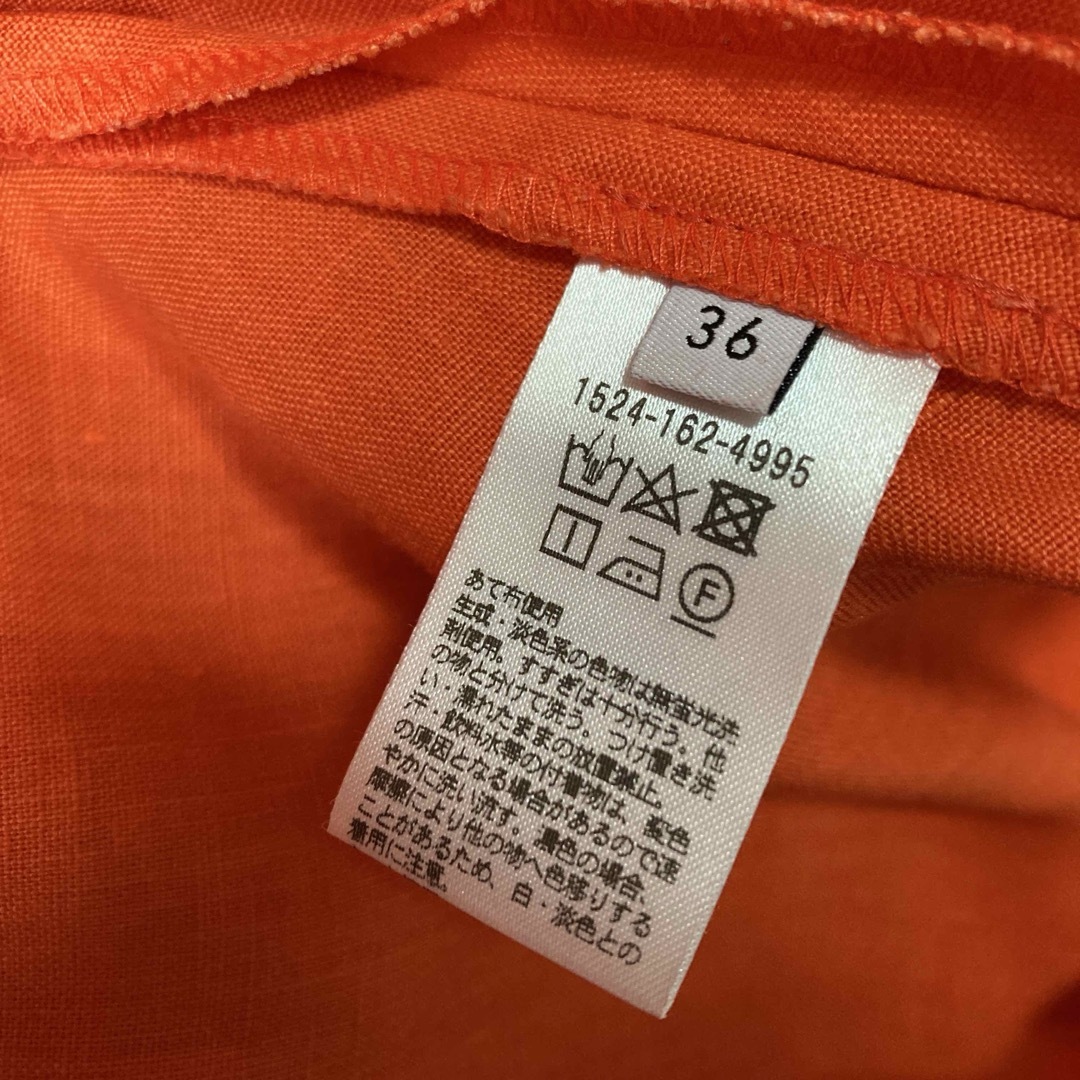 36
1524-162-4995
F
あて布使用
生成・淡色系の色物は無蛍光洗
剤使用。すすぎは十分行う。他
の物と分けて洗う。つけ置き洗
い・濡れたままの放置禁止。
汗・飲料水等の付着物は、変色
の原因となる場合があるので速
やかに洗い流す。濃色の場合、
摩擦により他の物へ色移りする
ことがあるため、白・淡色との
着用に注意。